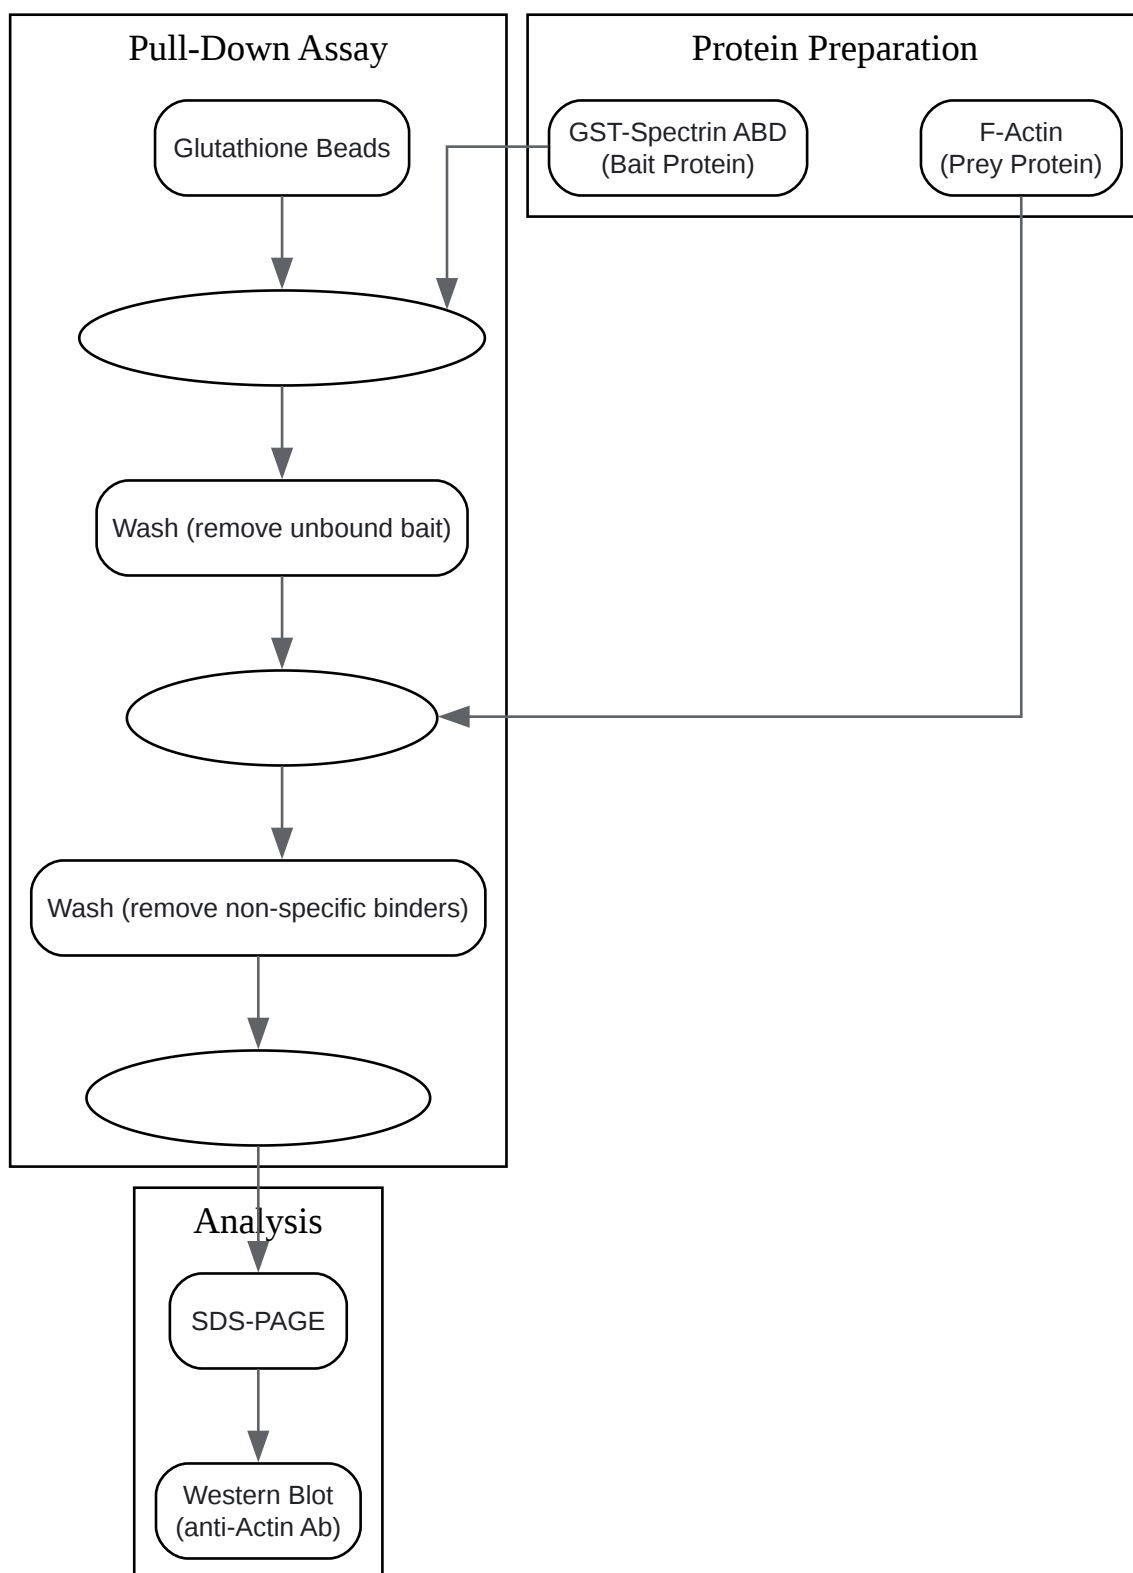 Pull-Down Assay
Protein Preparation
Glutathione Beads
GST-Spectrin ABD
(Bait Protein)
F-Actin
(Prey Protein)
Wash (remove unbound bait)
Wash (remove non-specific binders)
Analysis
SDS-PAGE
Western Blot
(anti-Actin Ab)